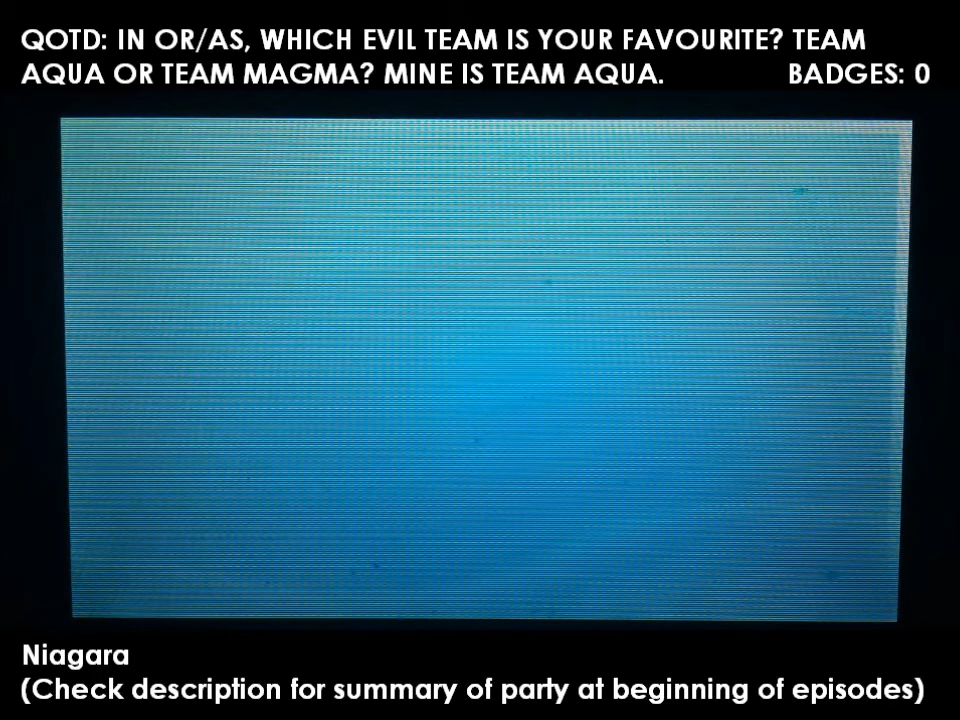 QOTD: IN OR/AS, WHICH EVIL TEAM IS YOUR FAVOURITE? TEAM
AQUA OR TEAM MAGMA? MINE IS TEAM AQUA. BADGES: 0
Niagara
(Check description for summary of party at beginning of episodes)